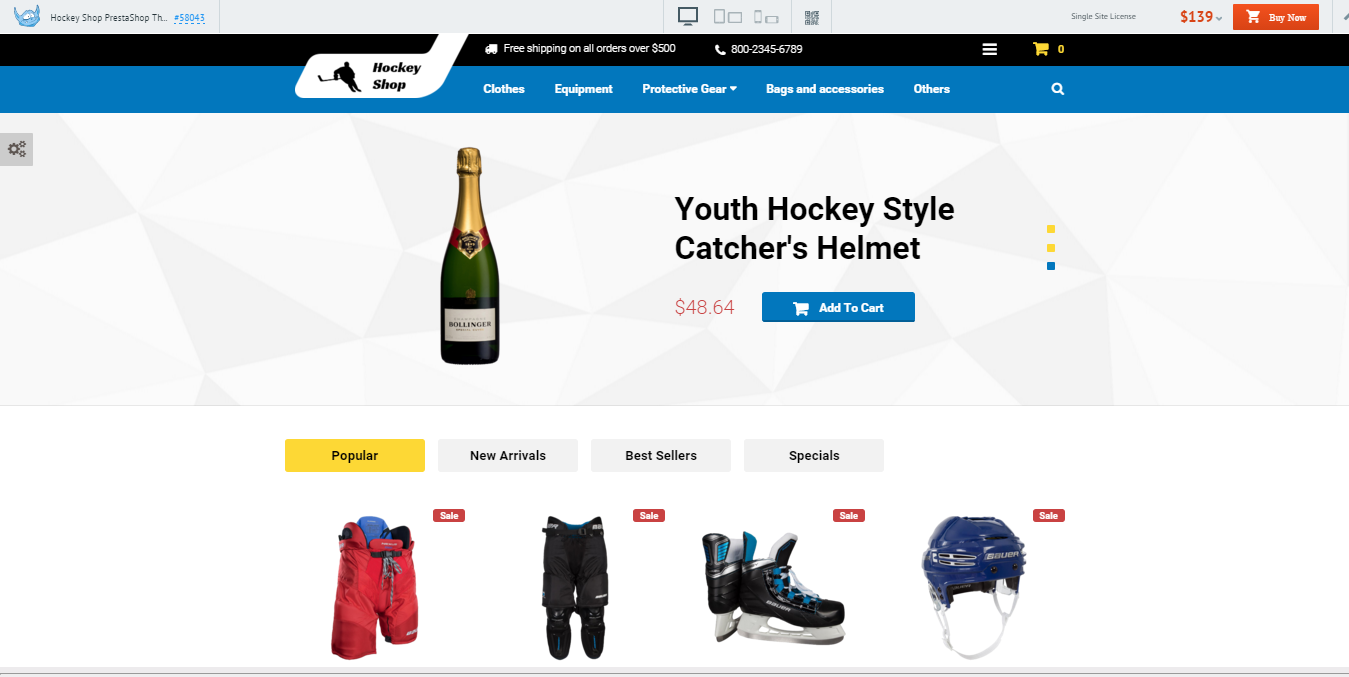 Hockey Shop PrestaShop Th... #58043
Single Site License
$139
Buy Now
Free shipping on all orders over $500
800-2345-6789
0
Hockey
Shop
Clothes
Equipment
Protective Gear
Bags and accessories
Others
Youth Hockey Style
Catcher's Helmet
$48.64
Add To Cart
BOLLINGER
Popular
New Arrivals
Best Sellers
Specials
Sale
Sale
Sale
Sale
BAUER
BAUER